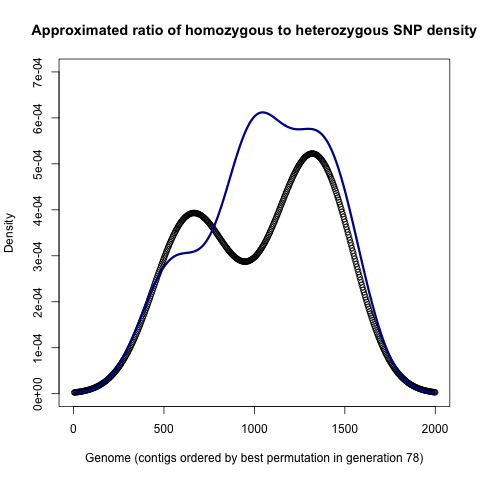 Approximated ratio of homozygous to heterozygous SNP density
7e-04
6e-04
5e-04
4e-04
3e-04
2e-04
1e-04
0e+00
Density
0 500 1000 1500 2000
Genome (contigs ordered by best permutation in generation 78)